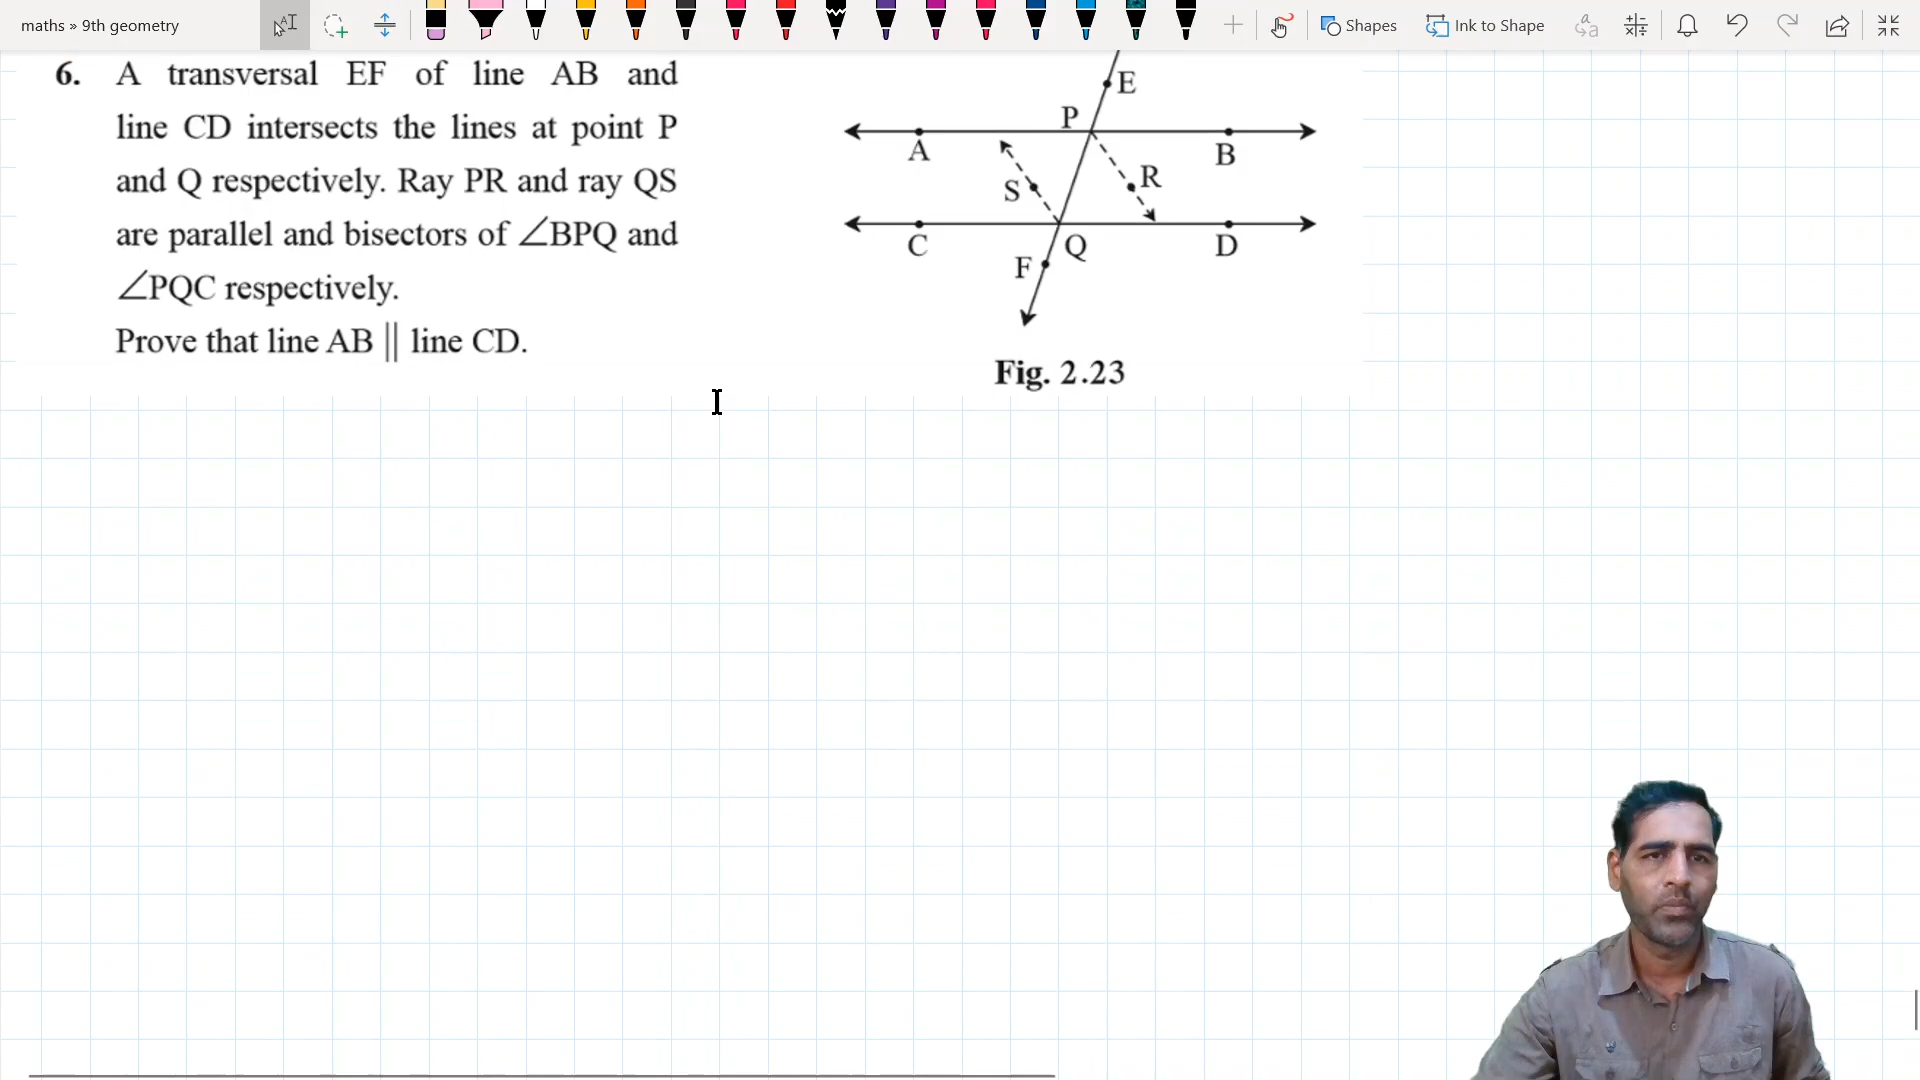 maths » 9th geometry
Shapes
Ink to Shape
6. A transversal EF of line AB and
line CD intersects the lines at point P
and Q respectively. Ray PR and ray QS
are parallel and bisectors of ∠BPQ and
∠PQC respectively.
Prove that line AB || line CD.
E
P
A
B
S
R
C
Q
D
F
Fig. 2.23